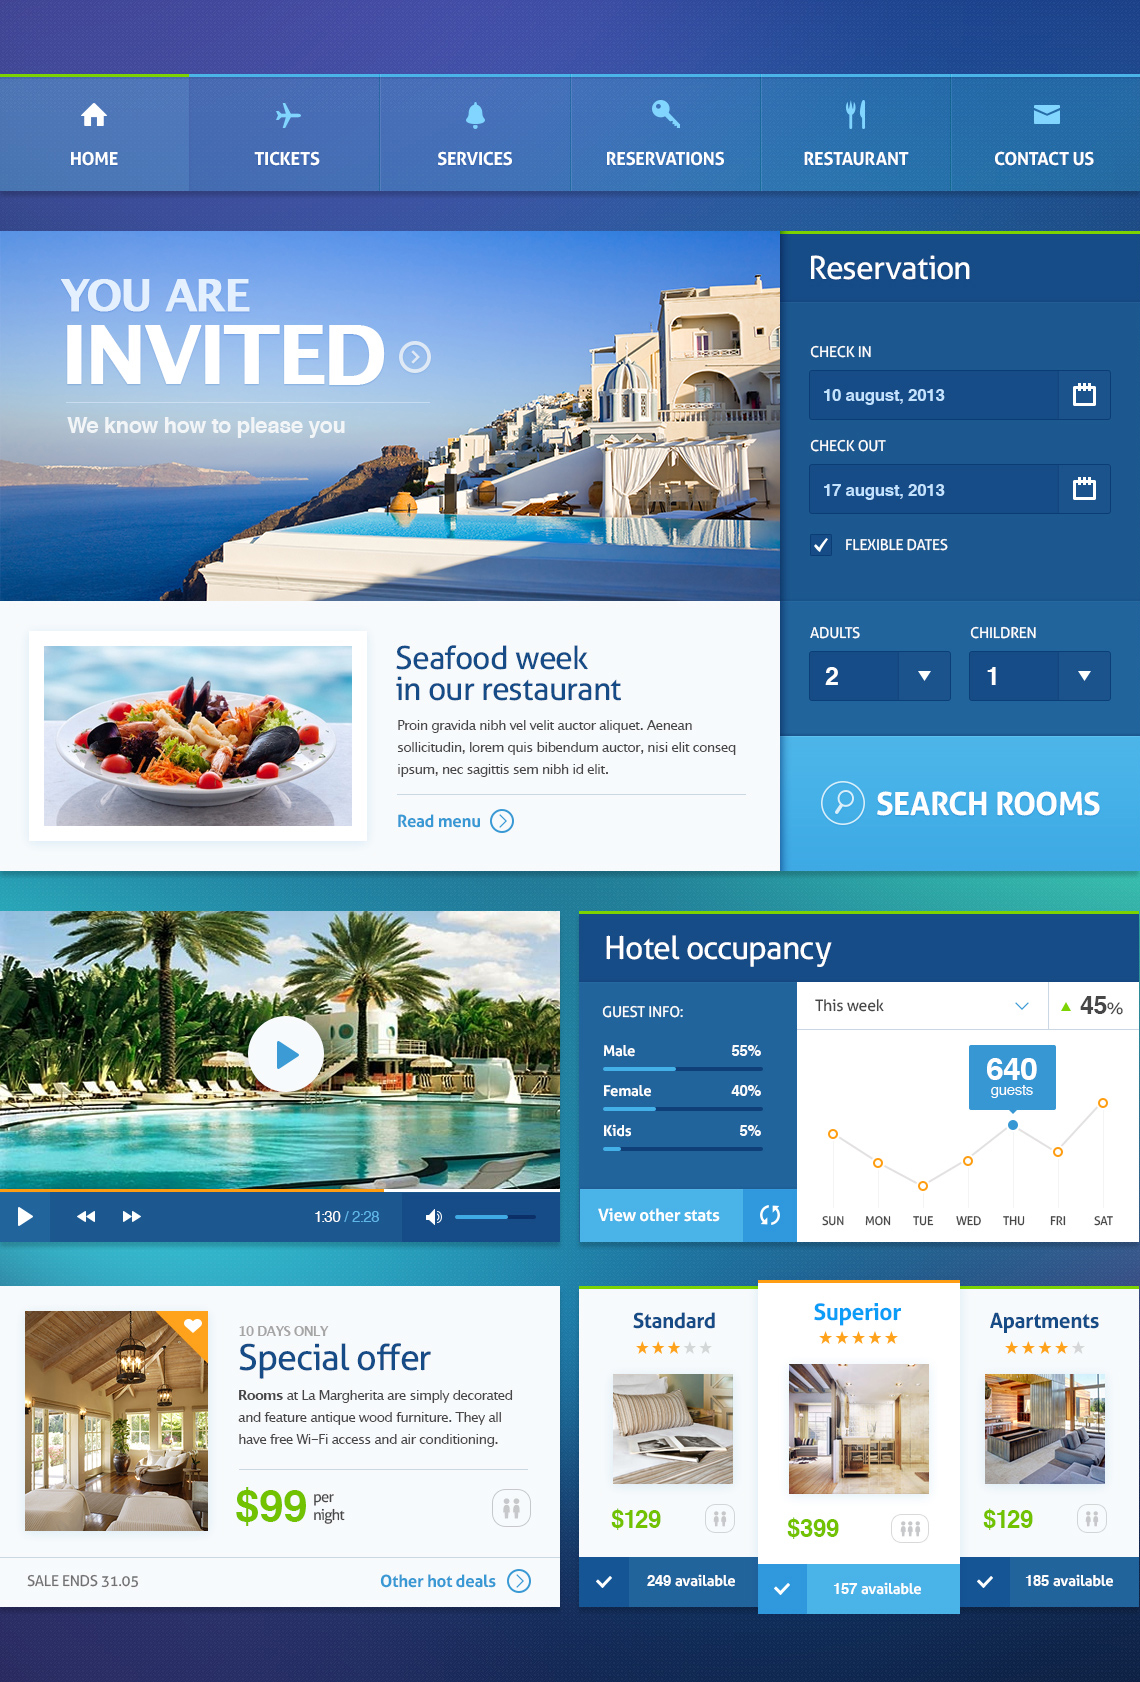 HOME
TICKETS
SERVICES
RESERVATIONS
RESTAURANT
CONTACT US
YOU ARE
INVITED
We know how to please you
Reservation
CHECK IN
10 august, 2013
CHECK OUT
17 august, 2013
FLEXIBLE DATES
ADULTS
CHILDREN
2
1
SEARCH ROOMS
Seafood week
in our restaurant
Proin gravida nibh vel velit auctor aliquet. Aenean
sollicitudin, lorem quis bibendum auctor, nisi elit conseq
ipsum, nec sagittis sem nibh id elit.
Read menu
1:30 / 2:28
Hotel occupancy
GUEST INFO:
Male 55%
Female 40%
Kids 5%
View other stats
This week
45%
640
guests
SUN MON TUE WED THU FRI SAT
10 DAYS ONLY
Special offer
Rooms at La Margherita are simply decorated
and feature antique wood furniture. They all
have free Wi-Fi access and air conditioning.
$99 per
night
SALE ENDS 31.05
Other hot deals
Standard
$129
249 available
Superior
$399
157 available
Apartments
$129
185 available